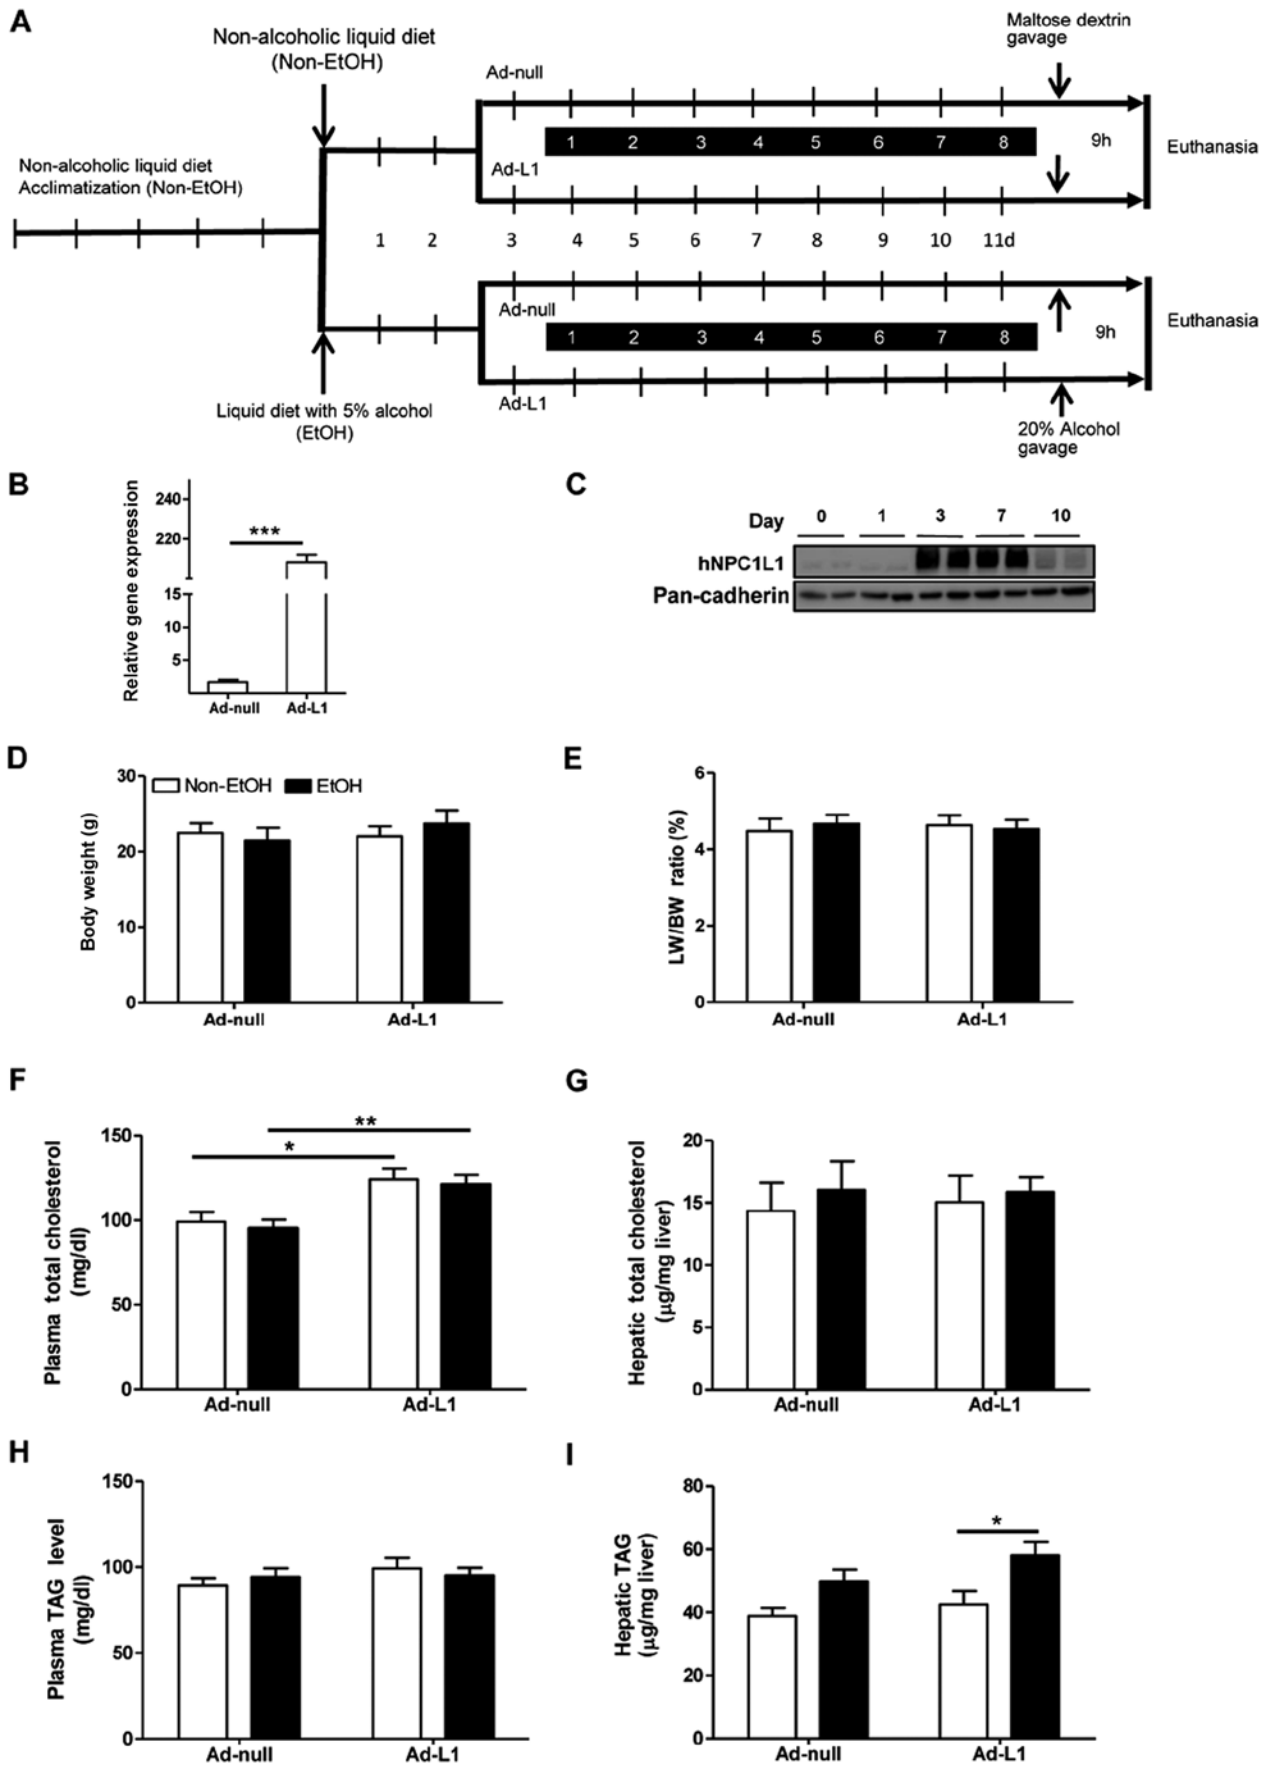 A
Non-alcoholic liquid diet
(Non-EtOH)
Maltose dextrin
gavage
Ad-null
1 2 3 4 5 6 7 8
9h
Euthanasia
Non-alcoholic liquid diet
Acclimatization (Non-EtOH)
Ad-L1
1 2 3 4 5 6 7 8 9 10 11d
Ad-null
1 2 3 4 5 6 7 8
9h
Euthanasia
Ad-L1
Liquid diet with 5% alcohol
(EtOH)
20% Alcohol
gavage
B
Relative gene expression
240
220
15
10
5
***
Ad-null Ad-L1
C
Day 0 1 3 7 10
hNPC1L1
Pan-cadherin
D
Body weight (g)
30
20
10
0
Non-EtOH EtOH
Ad-null Ad-L1
E
LW/BW ratio (%)
6
4
2
0
Ad-null Ad-L1
F
Plasma total cholesterol
(mg/dl)
150
100
50
0
**
*
Ad-null Ad-L1
G
Hepatic total cholesterol
(μg/mg liver)
20
15
10
5
0
Ad-null Ad-L1
H
Plasma TAG level
(mg/dl)
150
100
50
0
Ad-null Ad-L1
I
Hepatic TAG
(μg/mg liver)
80
60
40
20
0
*
Ad-null Ad-L1